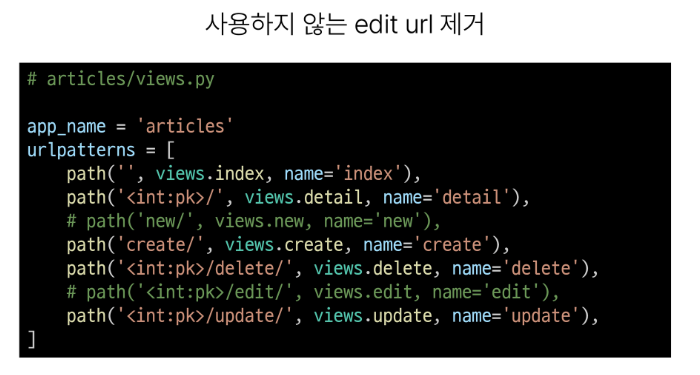 사용하지 않는 edit url 제거
# articles/views.py
app_name = 'articles'
urlpatterns = [
    path('', views.index, name='index'),
    path('<int:pk>/', views.detail, name='detail'),
    # path('new/', views.new, name='new'),
    path('create/', views.create, name='create'),
    path('<int:pk>/delete/', views.delete, name='delete'),
    # path('<int:pk>/edit/', views.edit, name='edit'),
    path('<int:pk>/update/', views.update, name='update'),
]